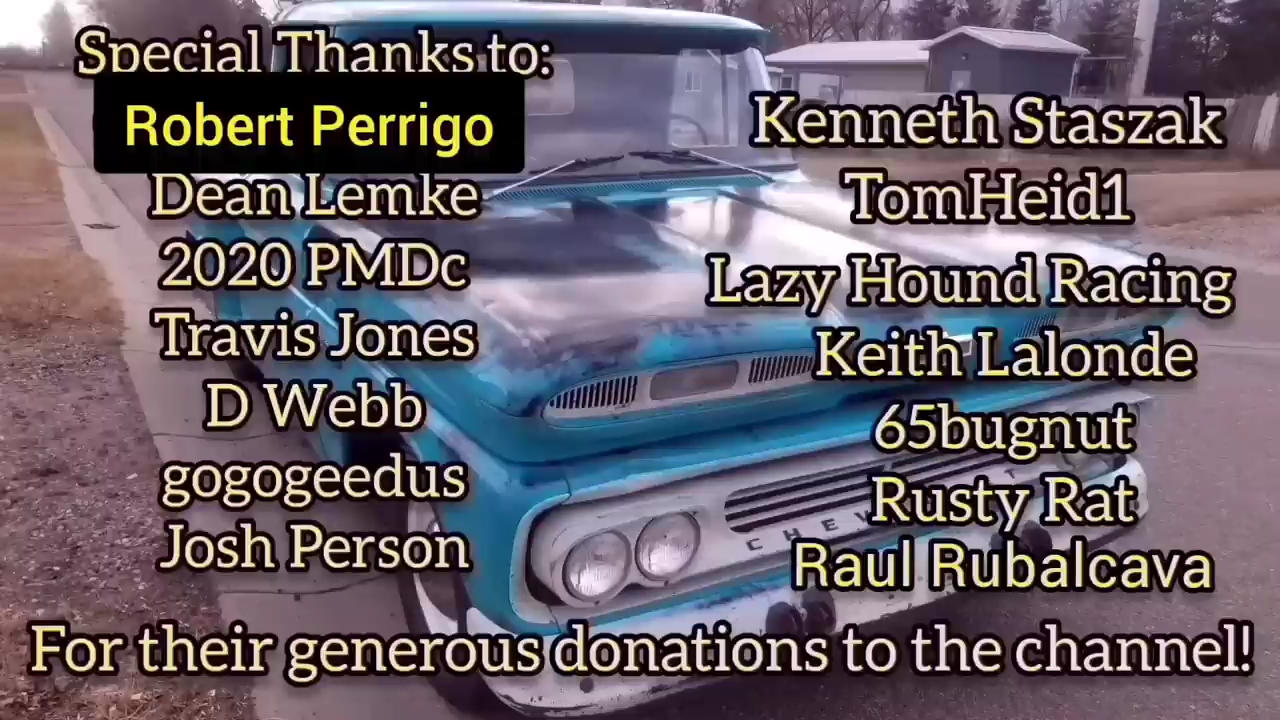 Special Thanks to:
Robert Perrigo
Dean Lemke
2020 PMDc
Travis Jones
D Webb
gogogeedus
Josh Person
Kenneth Staszak
TomHeid1
Lazy Hound Racing
Keith Lalonde
65bugnut
Rusty Rat
Raul Rubalcava
For their generous donations to the channel!